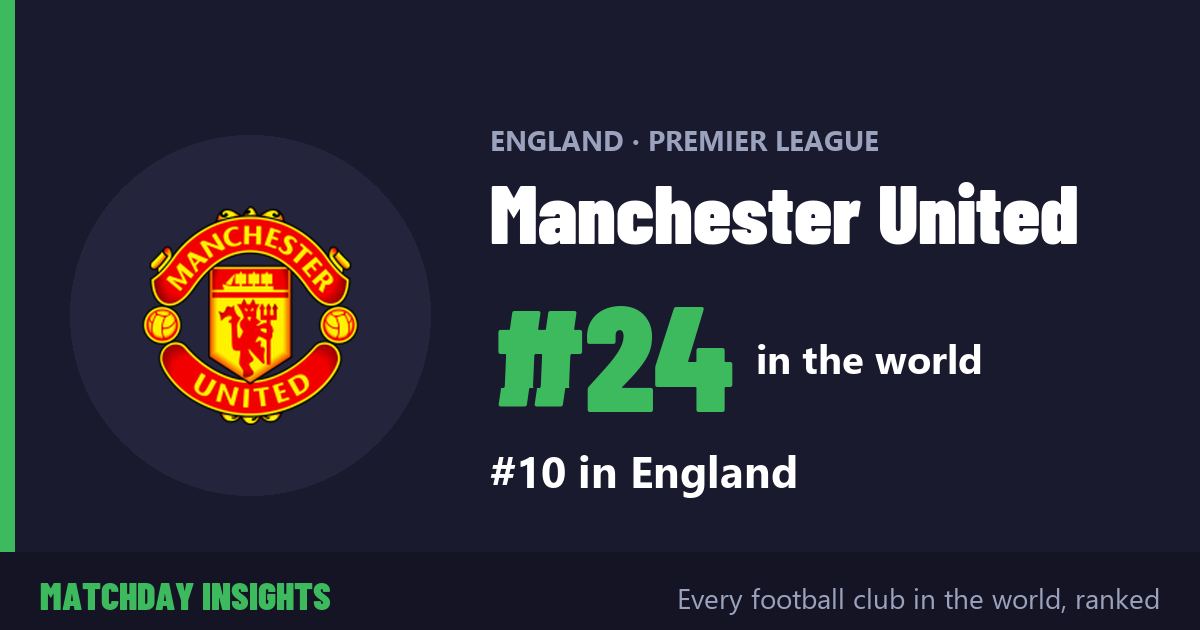 ENGLAND · PREMIER LEAGUE
Manchester United
MANCHESTER
UNITED
#24 in the world
#10 in England
MATCHDAY INSIGHTS
Every football club in the world, ranked